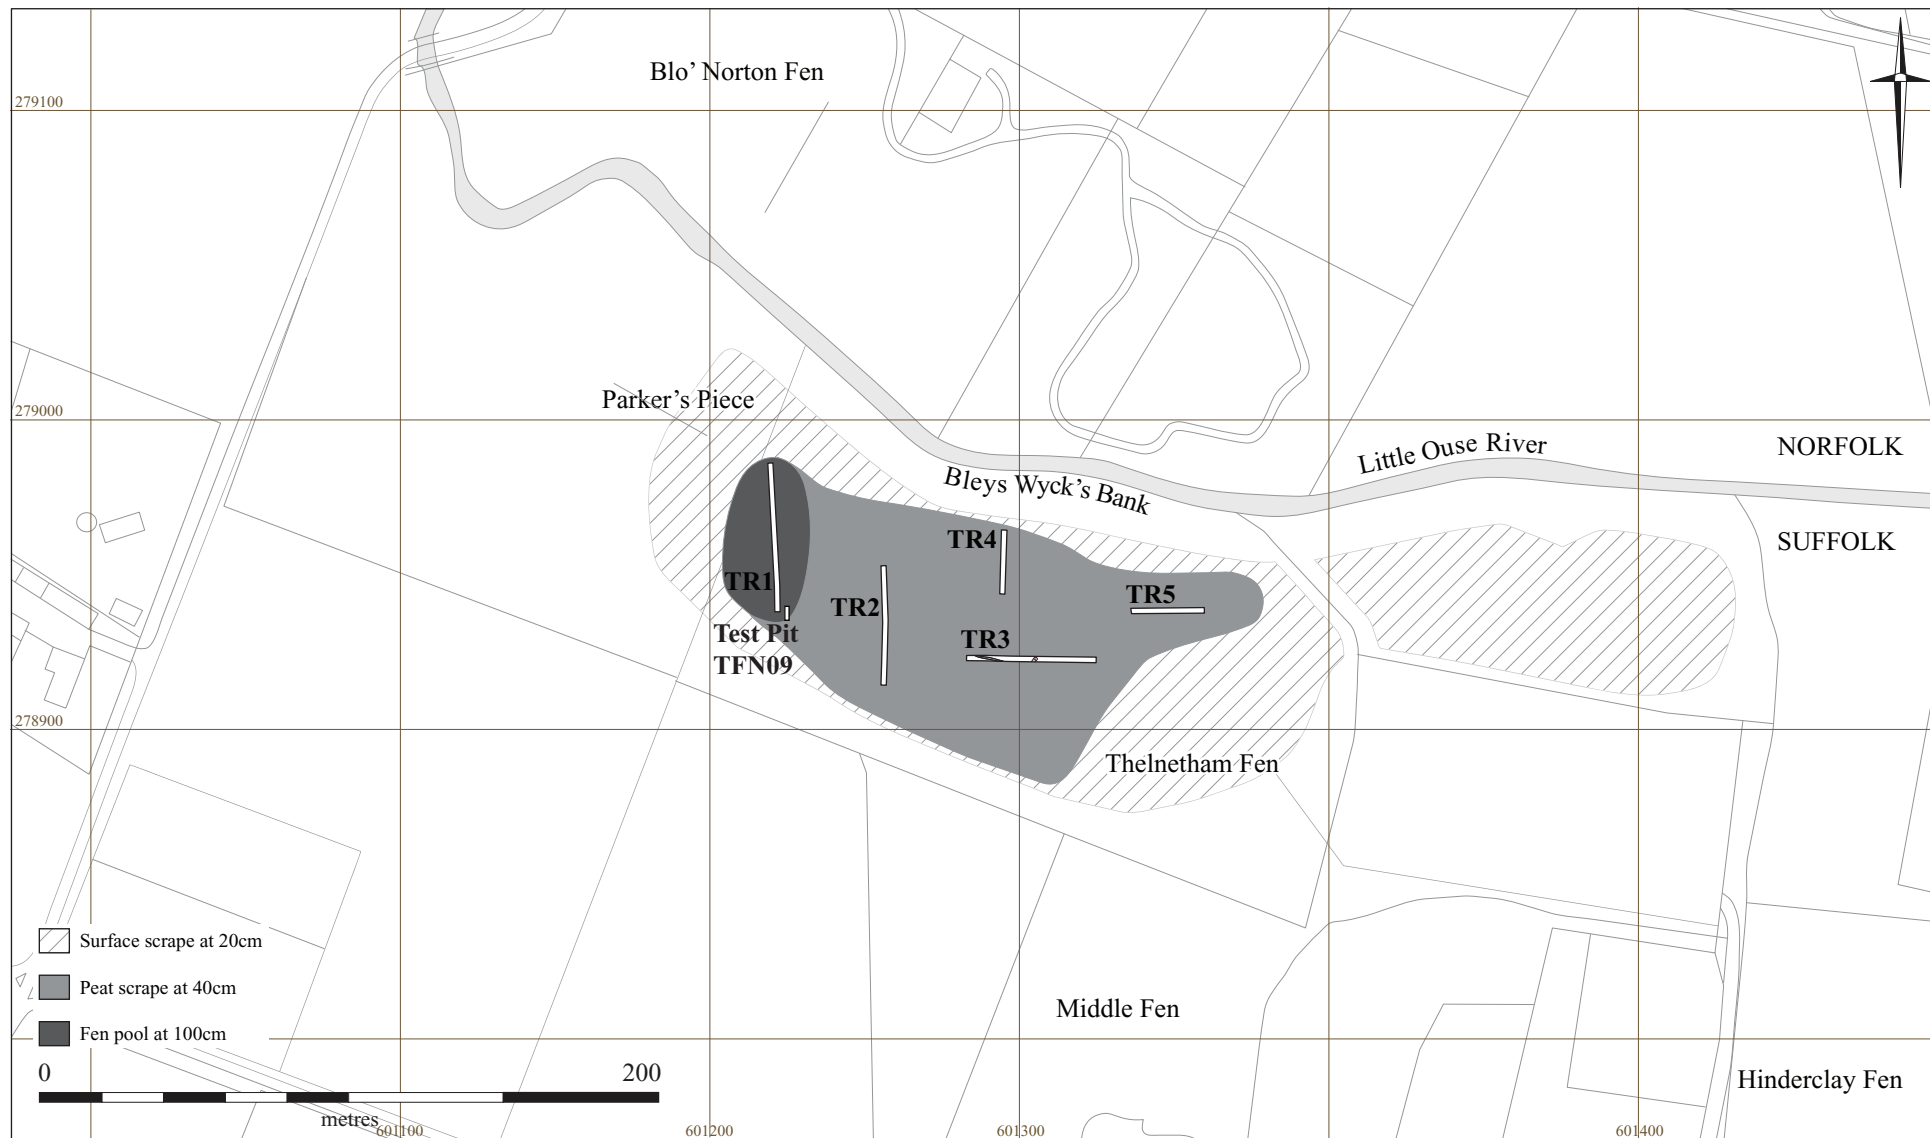 Blo’ Norton Fen
279100
Parker’s Piece
279000
Little Ouse River
NORFOLK
Bleys Wyck’s Bank
SUFFOLK
TR4
TR1
TR2
TR5
Test Pit
TFN09
TR3
278900
Thelnetham Fen
Surface scrape at 20cm
Peat scrape at 40cm
Fen pool at 100cm
Middle Fen
Hinderclay Fen
0 200
metres
601100 601200 601300 601400